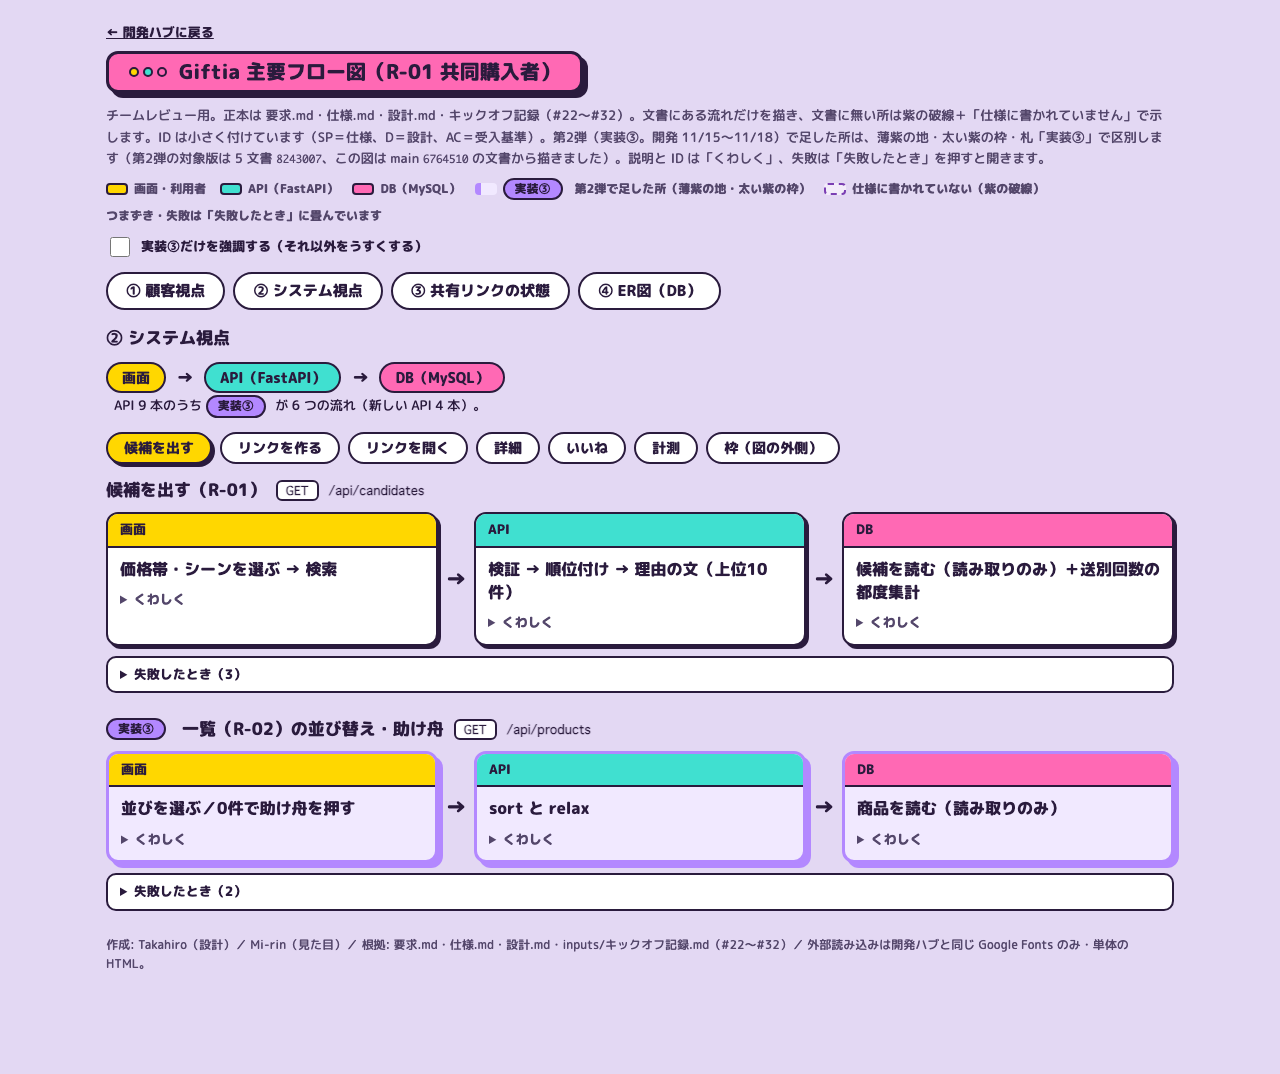 ← 開発ハブに戻る
Giftia 主要フロー図（R-01 共同購入者）
チームレビュー用。正本は 要求.md・仕様.md・設計.md・キックオフ記録（#22〜#32）。文書にある流れだけを描き、文書に無い所は紫の破線＋「仕様に書かれていません」で示
します。ID は小さく付けています（SP＝仕様、D＝設計、AC＝受入基準）。第2弾（実装③。開発 11/15〜11/18）で足した所は、薄紫の地・太い紫の枠・札「実装③」で区別しま
す（第2弾の対象版は 5 文書 8243007、この図は main 6764510 の文書から描きました）。説明と ID は「くわしく」、失敗は「失敗したとき」を押すと開きます。
画面・利用者 API（FastAPI） DB（MySQL） 実装③ 第2弾で足した所（薄紫の地・太い紫の枠） 仕様に書かれていない（紫の破線）
つまずき・失敗は「失敗したとき」に畳んでいます
実装③だけを強調する（それ以外をうすくする）
① 顧客視点 ② システム視点 ③ 共有リンクの状態 ④ ER図（DB）
② システム視点
画面 → API（FastAPI） → DB（MySQL）
API 9 本のうち 実装③ が 6 つの流れ（新しい API 4 本）。
候補を出す リンクを作る リンクを開く 詳細 いいね 計測 枠（図の外側）
候補を出す（R-01） GET /api/candidates
画面
価格帯・シーンを選ぶ → 検索
▶ くわしく
→
API
検証 → 順位付け → 理由の文（上位10
件）
▶ くわしく
→
DB
候補を読む（読み取りのみ）＋送別回数の
都度集計
▶ くわしく
▶ 失敗したとき（3）
実装③ 一覧（R-02）の並び替え・助け舟 GET /api/products
画面
並びを選ぶ／0件で助け舟を押す
▶ くわしく
→
API
sort と relax
▶ くわしく
→
DB
商品を読む（読み取りのみ）
▶ くわしく
▶ 失敗したとき（2）
作成: Takahiro（設計）／ Mi-rin（見た目）／ 根拠: 要求.md・仕様.md・設計.md・inputs/キックオフ記録.md（#22〜#32）／ 外部読み込みは開発ハブと同じ Google Fonts のみ・単体の
HTML。